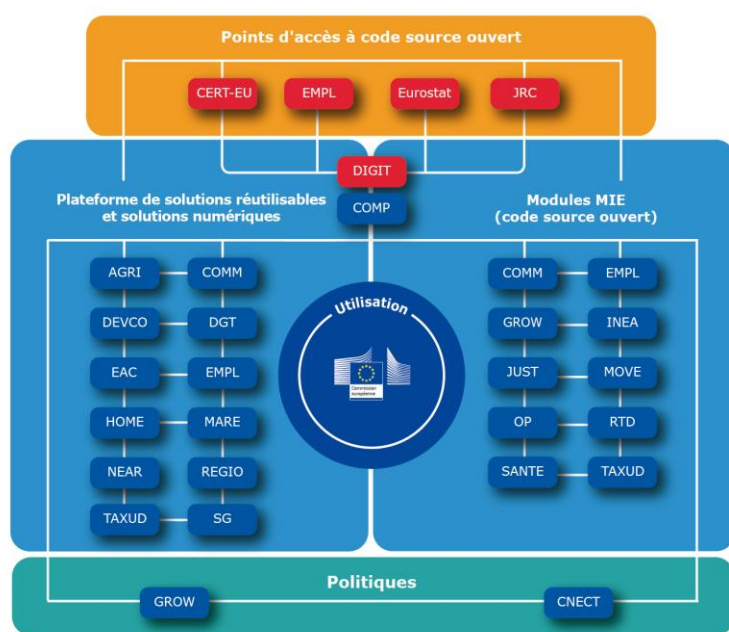 Points d'accès à code source ouvert
CERT-EU
EMPL
Eurostat
JRC
DIGIT
COMP
Plateforme de solutions réutilisables
et solutions numériques
Modules MIE
(code source ouvert)
AGRI
COMM
DEVCO
DGT
EAC
EMPL
HOME
MARE
NEAR
REGIO
TAXUD
SG
Utilisation
Commission
européenne
COMM
EMPL
GROW
INEA
JUST
MOVE
OP
RTD
SANTE
TAXUD
Politiques
GROW
CNECT